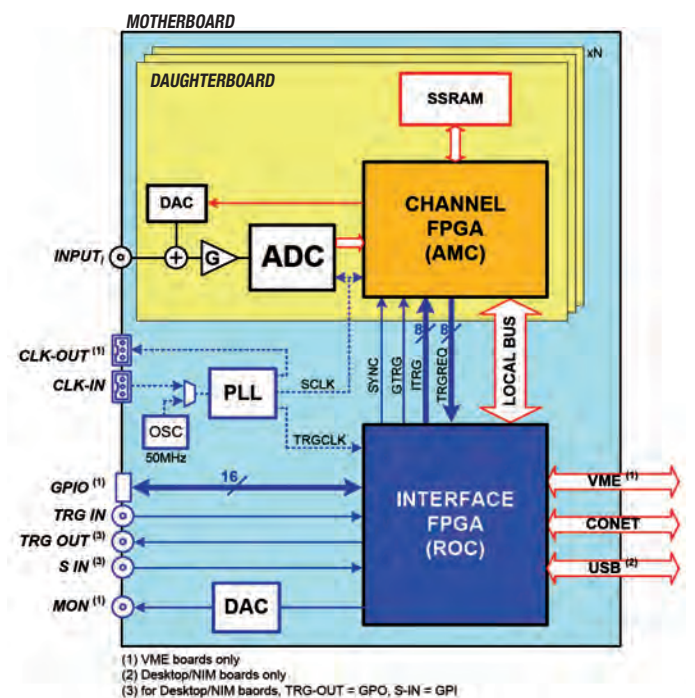 MOTHERBOARD
xN
DAUGHTERBOARD
SSRAM
DAC
CHANNEL
FPGA
(AMC)
INPUTi
+
G
ADC
CLK-OUT (1)
CLK-IN
PLL
SCLK
OSC
50MHz
TRGCLK
SYNC
GTRG
ITRG
8
TRGREQ
8
LOCAL BUS
GPIO (1)
16
TRG IN
TRG OUT (3)
S IN (3)
MON (1)
DAC
INTERFACE
FPGA
(ROC)
VME (1)
CONET
USB (2)
(1) VME boards only
(2) Desktop/NIM boards only
(3) for Desktop/NIM baords, TRG-OUT = GPO, S-IN = GPI